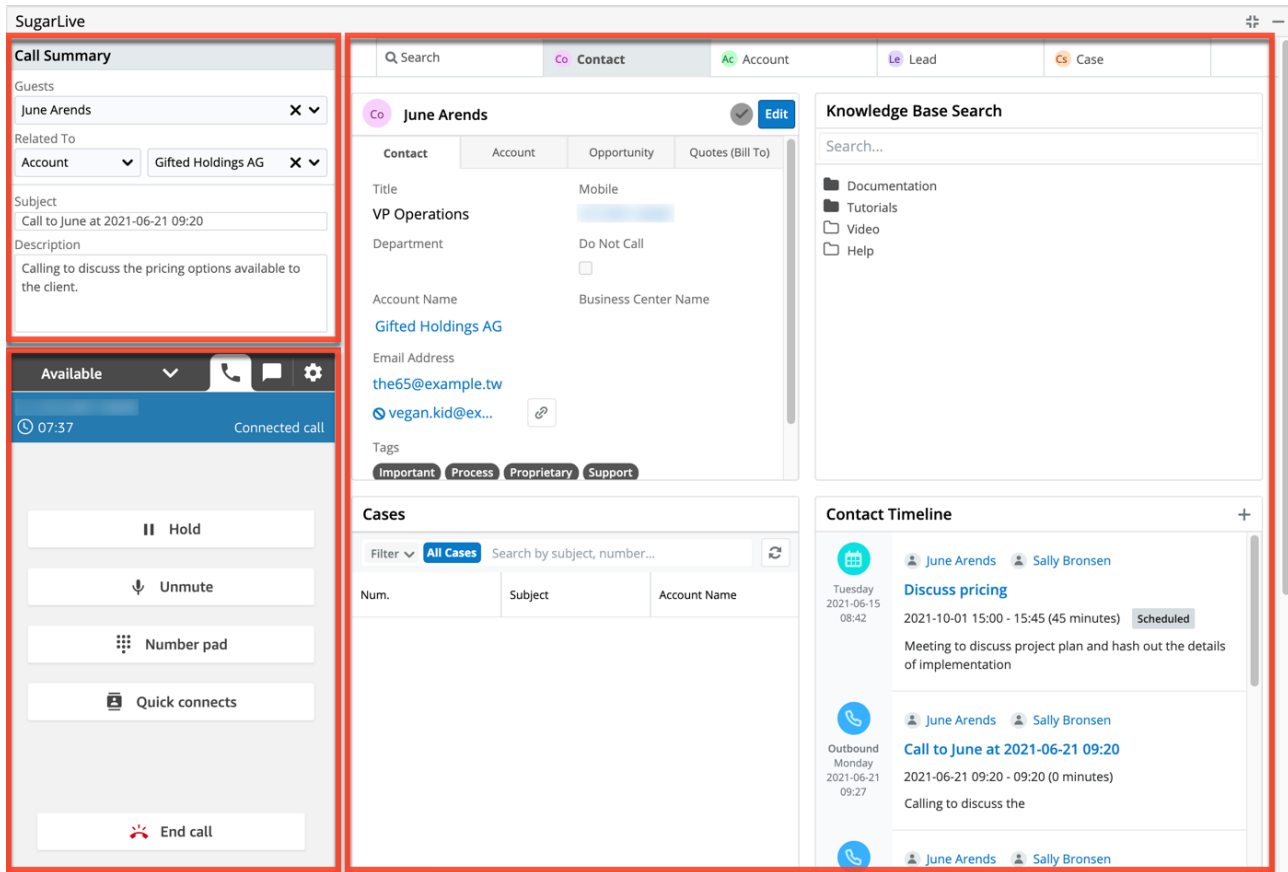 SugarLive
Call Summary
Guests
June Arends
Related To
Account
Gifted Holdings AG
Subject
Call to June at 2021-06-21 09:20
Description
Calling to discuss the pricing options available to
the client.
Available
07:37
Connected call
Hold
Unmute
Number pad
Quick connects
End call
Search
Co Contact
Ac Account
Le Lead
Cs Case
Co June Arends
Edit
Contact
Account
Opportunity
Quotes (Bill To)
Title
Mobile
VP Operations
Department
Do Not Call
Account Name
Business Center Name
Gifted Holdings AG
Email Address
the65@example.tw
vegan.kid@ex...
Tags
Important
Process
Proprietary
Support
Knowledge Base Search
Search...
Documentation
Tutorials
Video
Help
Cases
Filter
All Cases
Search by subject, number...
Num.
Subject
Account Name
Contact Timeline
June Arends
Sally Bronsen
Tuesday
2021-06-15
08:42
Discuss pricing
2021-10-01 15:00 - 15:45 (45 minutes)
Scheduled
Meeting to discuss project plan and hash out the details
of implementation
June Arends
Sally Bronsen
Outbound
Monday
2021-06-21
09:27
Call to June at 2021-06-21 09:20
2021-06-21 09:20 - 09:20 (0 minutes)
Calling to discuss the
June Arends
Sally Bronsen